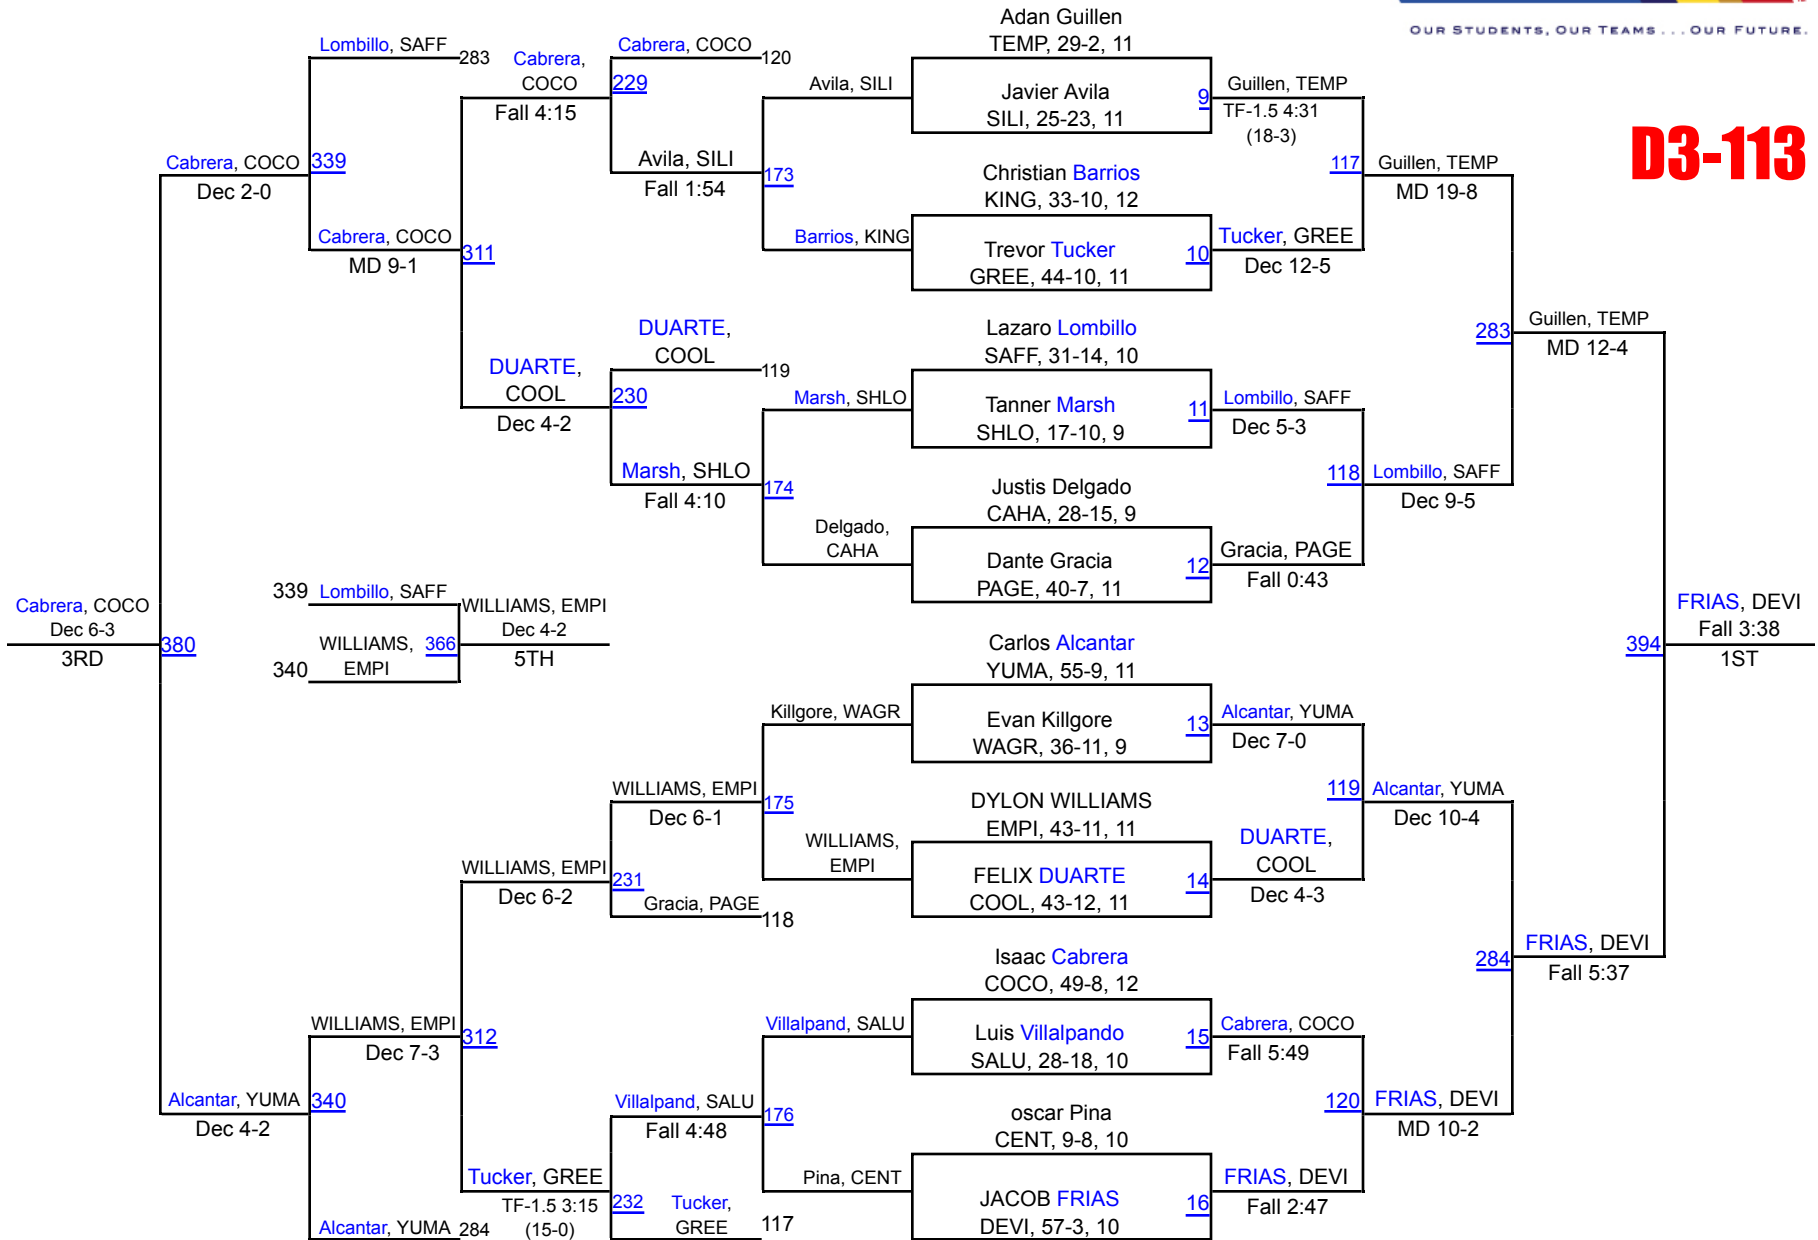 OUR STUDENTS, OUR TEAMS . . . OUR FUTURE.
D3-113
Adan Guillen
TEMP, 29-2, 11
Javier Avila
SILI, 25-23, 11
9
Christian Barrios
KING, 33-10, 12
Trevor Tucker
GREE, 44-10, 11
10
Lazaro Lombillo
SAFF, 31-14, 10
Tanner Marsh
SHLO, 17-10, 9
11
Justis Delgado
CAHA, 28-15, 9
Dante Gracia
PAGE, 40-7, 11
12
Carlos Alcantar
YUMA, 55-9, 11
Evan Killgore
WAGR, 36-11, 9
13
DYLON WILLIAMS
EMPI, 43-11, 11
FELIX DUARTE
COOL, 43-12, 11
14
Isaac Cabrera
COCO, 49-8, 12
Luis Villalpando
SALU, 28-18, 10
15
oscar Pina
CENT, 9-8, 10
JACOB FRIAS
DEVI, 57-3, 10
16
Guillen, TEMP
TF-1.5 4:31
(18-3)
117
Tucker, GREE
Dec 12-5
Lombillo, SAFF
Dec 5-3
118
Gracia, PAGE
Fall 0:43
Alcantar, YUMA
Dec 7-0
119
DUARTE,
COOL
Dec 4-3
Cabrera, COCO
Fall 5:49
120
FRIAS, DEVI
Fall 2:47
Guillen, TEMP
MD 19-8
283
Lombillo, SAFF
Dec 9-5
Alcantar, YUMA
Dec 10-4
284
FRIAS, DEVI
MD 10-2
Guillen, TEMP
MD 12-4
394
FRIAS, DEVI
Fall 5:37
FRIAS, DEVI
Fall 3:38
1ST
Avila, SILI
173
Barrios, KING
Marsh, SHLO
174
Delgado,
CAHA
Killgore, WAGR
175
WILLIAMS,
EMPI
Villalpand, SALU
176
Pina, CENT
Cabrera, COCO
120
229
Avila, SILI
Fall 1:54
DUARTE,
COOL
119
230
Marsh, SHLO
Fall 4:10
WILLIAMS, EMPI
Dec 6-1
231
Gracia, PAGE
118
Villalpand, SALU
Fall 4:48
232
Tucker,
GREE
117
Cabrera,
COCO
Fall 4:15
311
DUARTE,
COOL
Dec 4-2
WILLIAMS, EMPI
Dec 6-2
312
Tucker, GREE
TF-1.5 3:15
(15-0)
Lombillo, SAFF
283
339
Cabrera, COCO
MD 9-1
WILLIAMS, EMPI
Dec 7-3
340
Alcantar, YUMA
284
Cabrera, COCO
Dec 2-0
380
Alcantar, YUMA
Dec 4-2
Cabrera, COCO
Dec 6-3
3RD
339
Lombillo, SAFF
WILLIAMS,
EMPI
340
366
WILLIAMS, EMPI
Dec 4-2
5TH